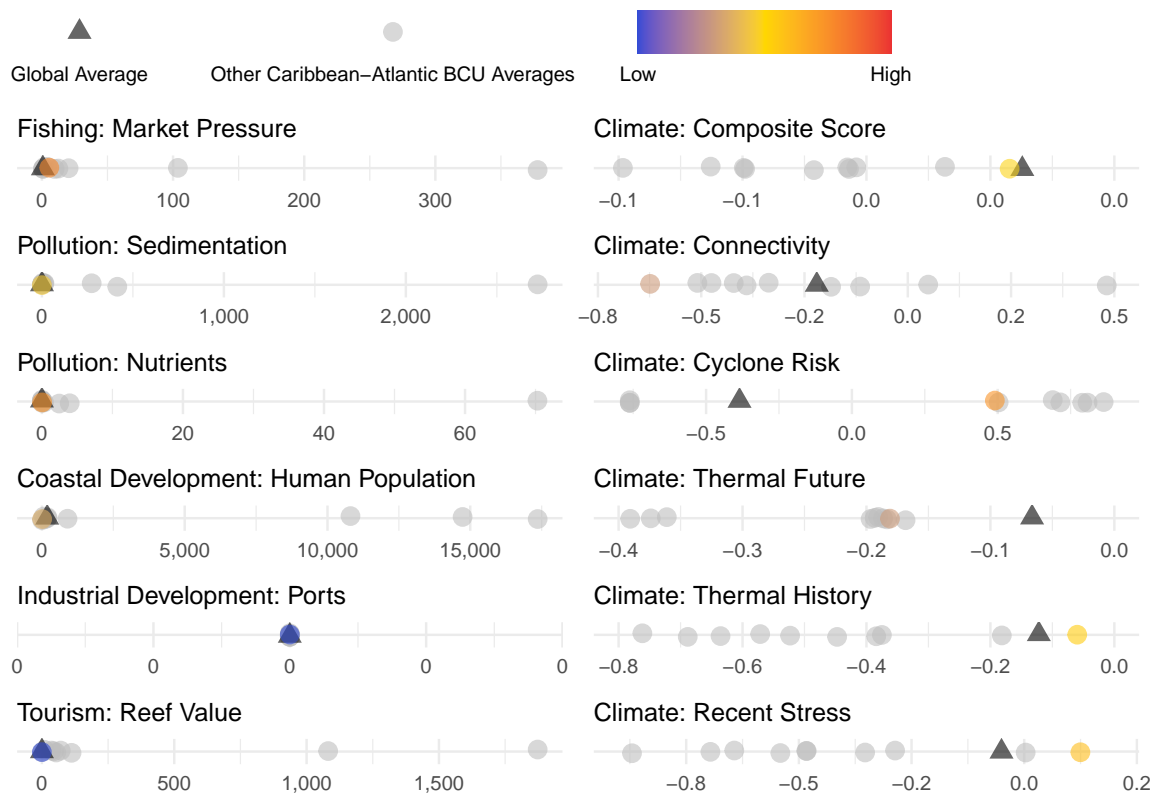 Global Average
Other Caribbean−Atlantic BCU Averages
Low
High
Fishing: Market Pressure
0 100 200 300
Pollution: Sedimentation
0 1,000 2,000
Pollution: Nutrients
0 20 40 60
Coastal Development: Human Population
0 5,000 10,000 15,000
Industrial Development: Ports
0 0 0 0 0
Tourism: Reef Value
0 500 1,000 1,500
Climate: Composite Score
−0.1 −0.1 0.0 0.0 0.0
Climate: Connectivity
−0.8 −0.5 −0.2 0.0 0.2 0.5
Climate: Cyclone Risk
−0.5 0.0 0.5
Climate: Thermal Future
−0.4 −0.3 −0.2 −0.1 0.0
Climate: Thermal History
−0.8 −0.6 −0.4 −0.2 0.0
Climate: Recent Stress
−0.8 −0.5 −0.2 0.0 0.2